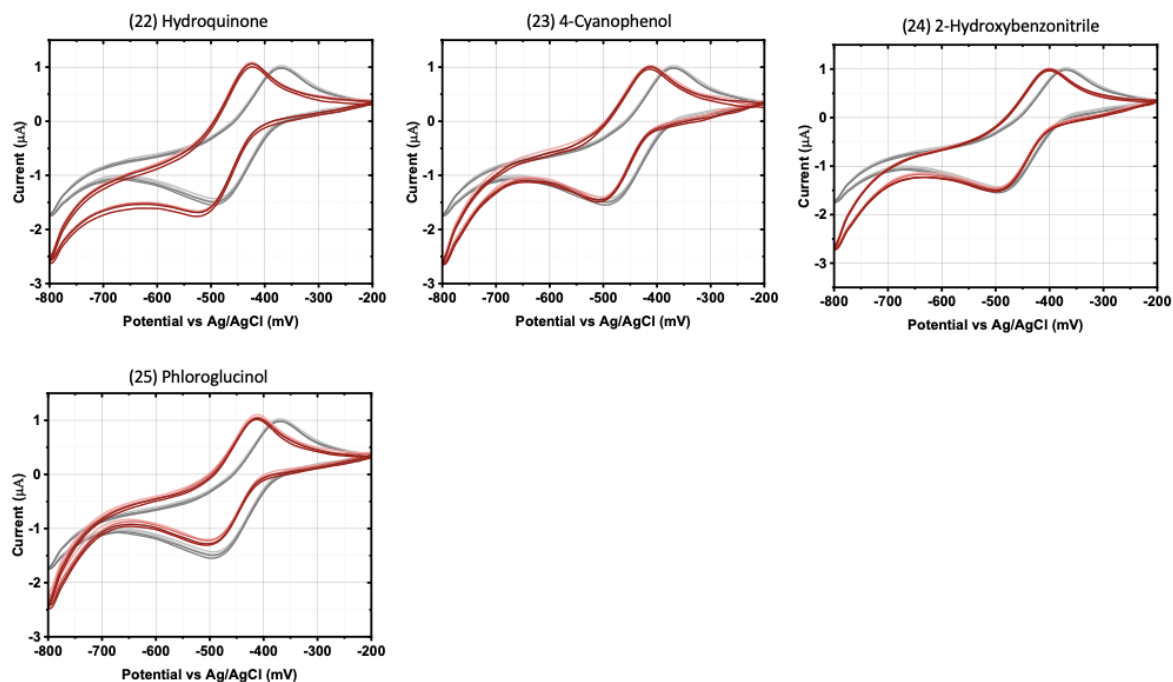 (22) Hydroquinone
(23) 4-Cyanophenol
(24) 2-Hydroxybenzonitrile
1
0
-1
-2
-3
Current (μA)
-800 -700 -600 -500 -400 -300 -200
Potential vs Ag/AgCl (mV)
1
0
-1
-2
-3
Current (μA)
-800 -700 -600 -500 -400 -300 -200
Potential vs Ag/AgCl (mV)
1
0
-1
-2
-3
Current (μA)
-800 -700 -600 -500 -400 -300 -200
Potential vs Ag/AgCl (mV)
(25) Phloroglucinol
1
0
-1
-2
-3
Current (μA)
-800 -700 -600 -500 -400 -300 -200
Potential vs Ag/AgCl (mV)